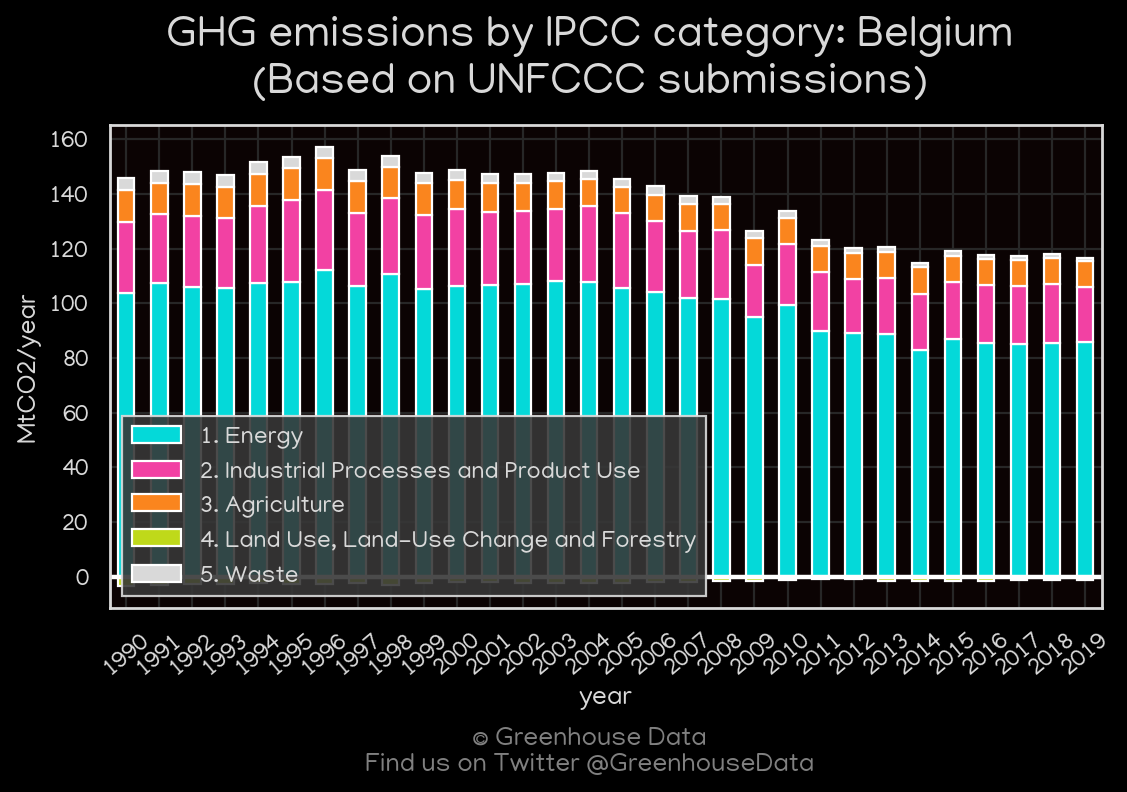 GHG emissions by IPCC category: Belgium
(Based on UNFCCC submissions)
160
140
120
100
80
60
40
20
0
MtCO2/year
1. Energy
2. Industrial Processes and Product Use
3. Agriculture
4. Land Use, Land-Use Change and Forestry
5. Waste
1990 1991 1992 1993 1994 1995 1996 1997 1998 1999 2000 2001 2002 2003 2004 2005 2006 2007 2008 2009 2010 2011 2012 2013 2014 2015 2016 2017 2018 2019
year
© Greenhouse Data
Find us on Twitter @GreenhouseData